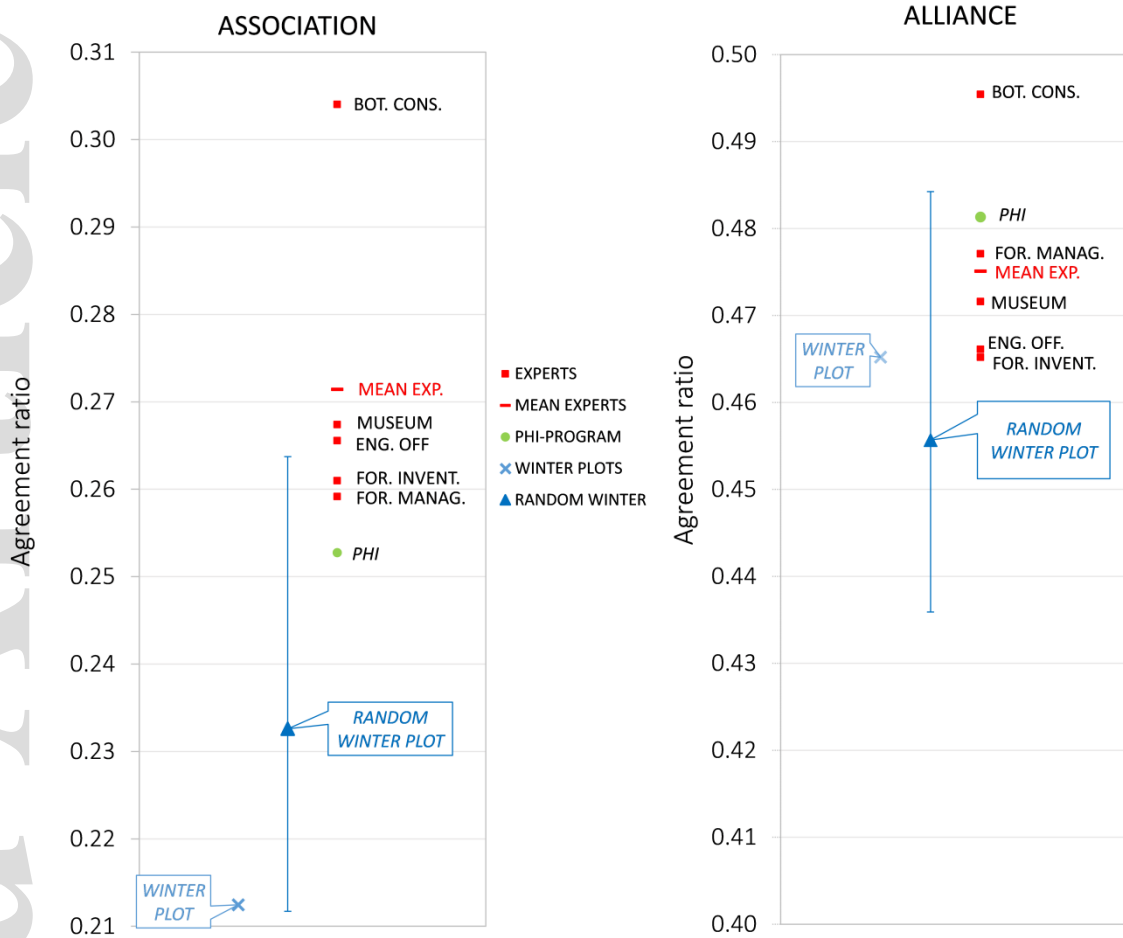 ASSOCIATION
0.31
0.30
0.29
0.28
0.27
0.26
0.25
0.24
0.23
0.22
0.21
Agreement ratio
BOT. CONS.
MEAN EXP.
MUSEUM
ENG. OFF
FOR. INVENT.
FOR. MANAG.
PHI
RANDOM
WINTER PLOT
WINTER
PLOT
EXPERTS
MEAN EXPERTS
PHI-PROGRAM
WINTER PLOTS
RANDOM WINTER
ALLIANCE
0.50
0.49
0.48
0.47
0.46
0.45
0.44
0.43
0.42
0.41
0.40
Agreement ratio
BOT. CONS.
PHI
FOR. MANAG.
MEAN EXP.
MUSEUM
ENG. OFF.
FOR. INVENT.
WINTER
PLOT
RANDOM
WINTER PLOT